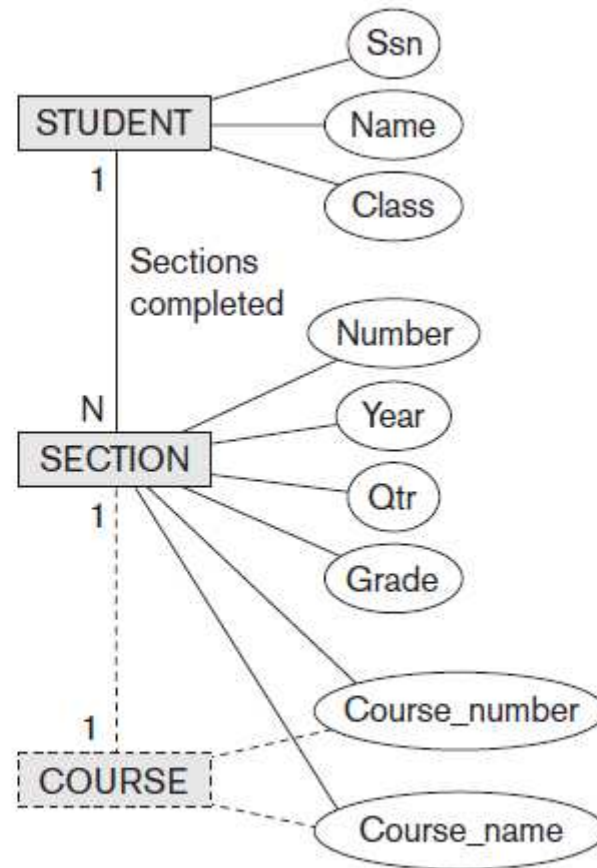 Ssn
STUDENT
Name
1
Class
Sections
completed
Number
N
Year
SECTION
1
Qtr
Grade
1
Course_number
COURSE
Course_name